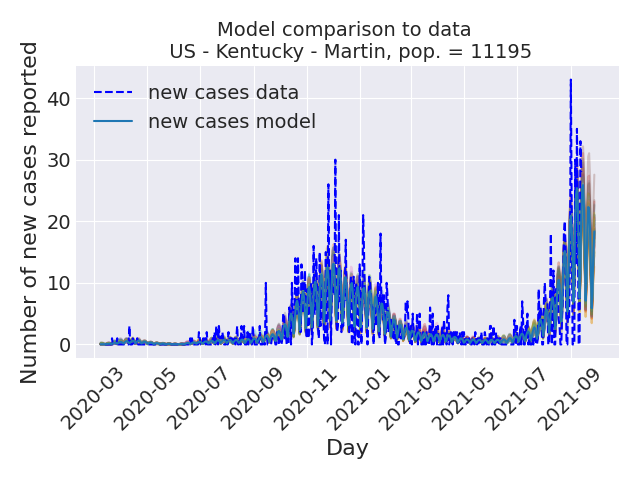 Model comparison to data
US - Kentucky - Martin, pop. = 11195
Number of new cases reported
40
30
20
10
0
new cases data
new cases model
2020-03
2020-05
2020-07
2020-09
2020-11
2021-01
2021-03
2021-05
2021-07
2021-09
Day